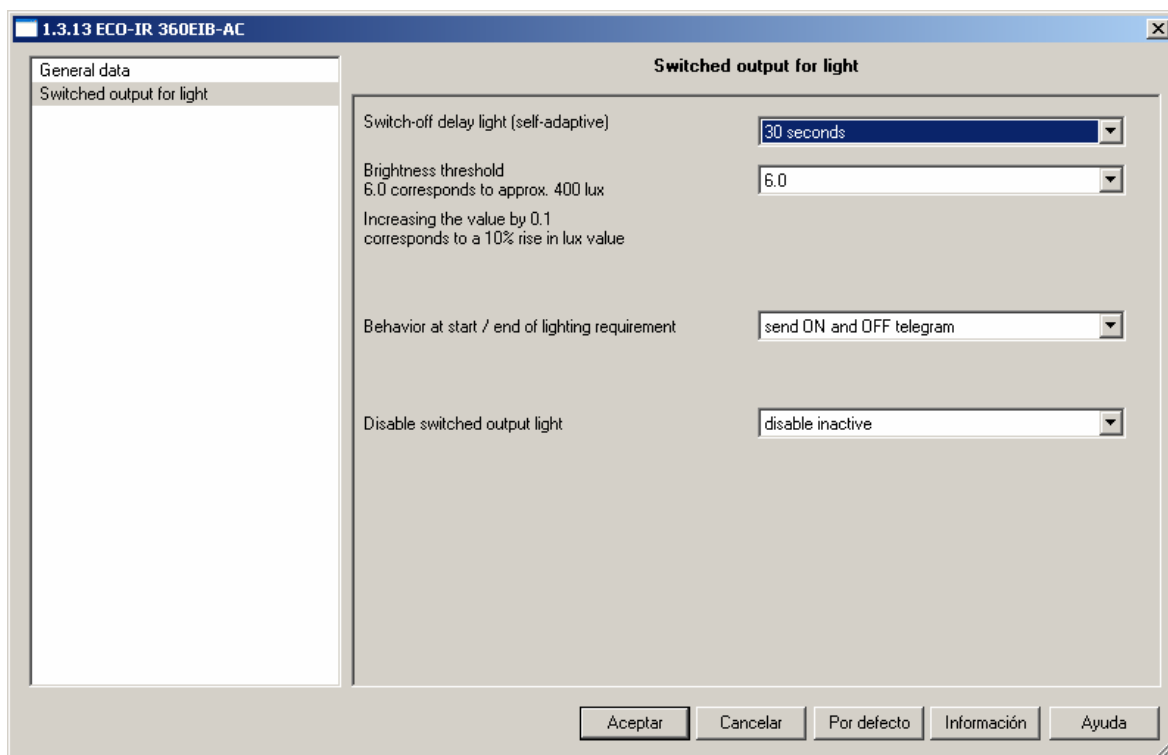 1.3.13 ECO-IR 360EIB-AC
General data
Switched output for light
Switched output for light
Switch-off delay light (self-adaptive)
30 seconds
Brightness threshold
6.0 corresponds to approx. 400 lux
6.0
Increasing the value by 0.1
corresponds to a 10% rise in lux value
Behavior at start / end of lighting requirement
send ON and OFF telegram
Disable switched output light
disable inactive
Aceptar
Cancelar
Por defecto
Información
Ayuda